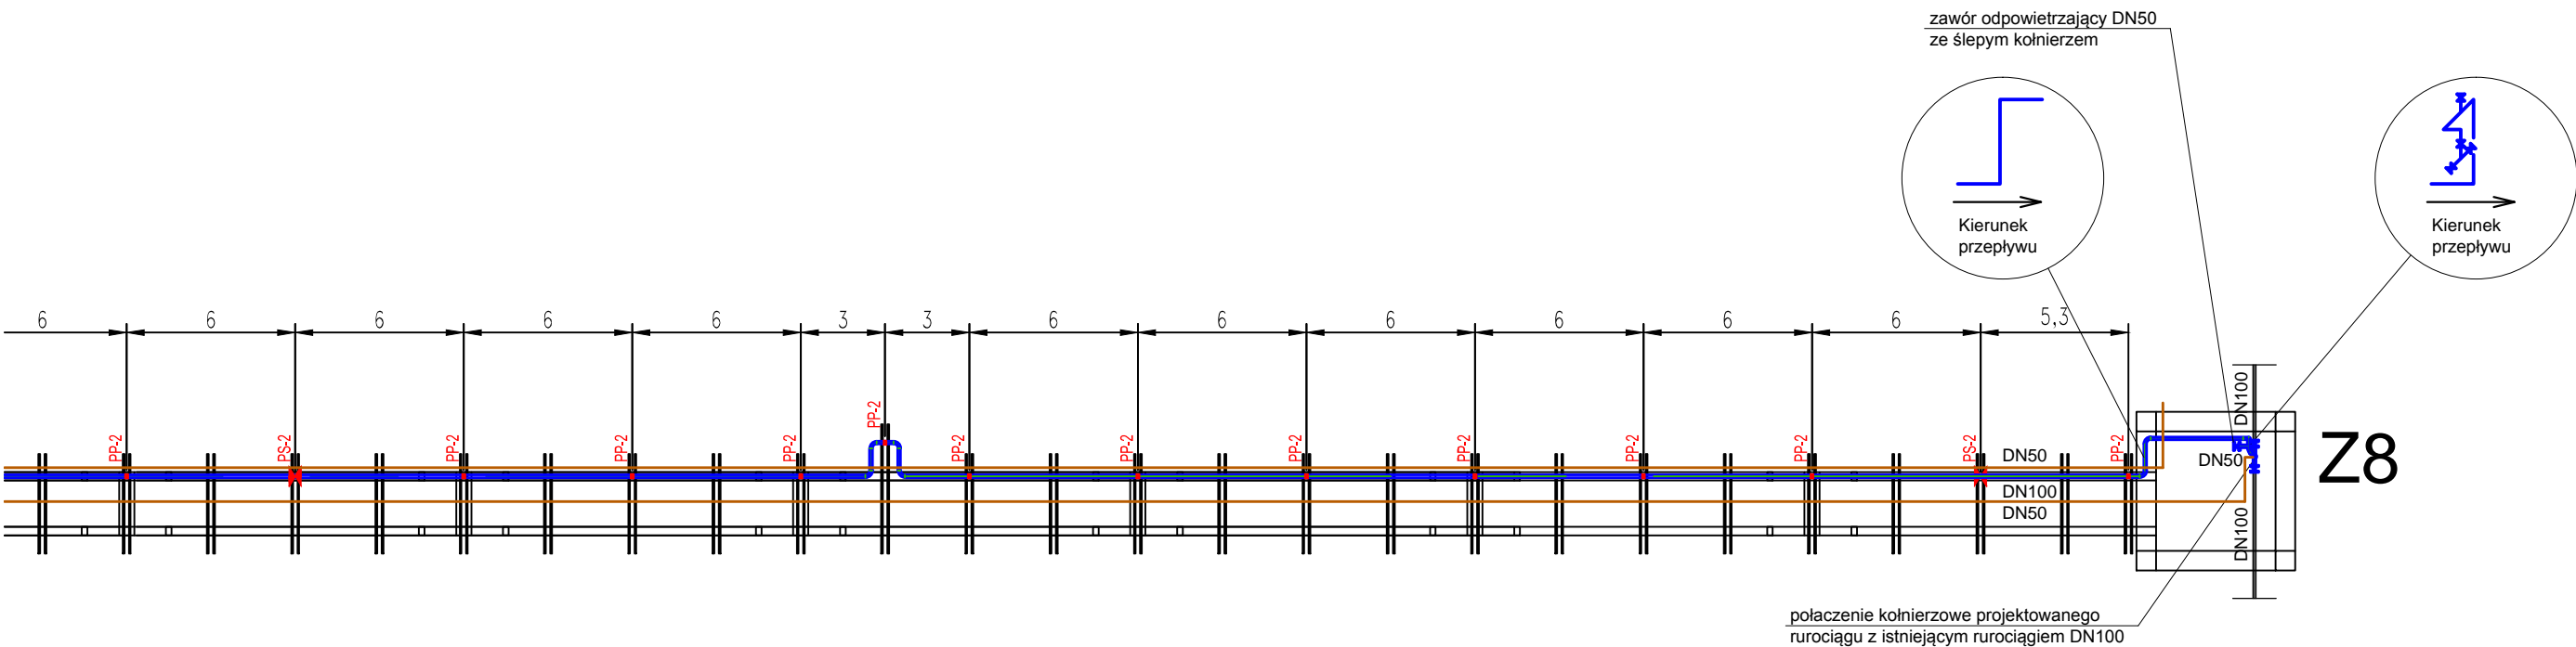 zawór odpowietrzający DN50
ze ślepym kołnierzem
Kierunek
przepływu
Kierunek
przepływu
6 6 6 6 6 3 3 6 6 6 6 6 6 5,3
PP-2 PS-2 PP-2 PP-2 PP-2 PP-2 PP-2 PP-2 PP-2 PP-2 PP-2 PP-2 PS-2 PP-2
DN100
DN50
DN50
Z8
DN100
DN50
DN100
połaczenie kołnierzowe projektowanego
rurociągu z istniejącym rurociągiem DN100